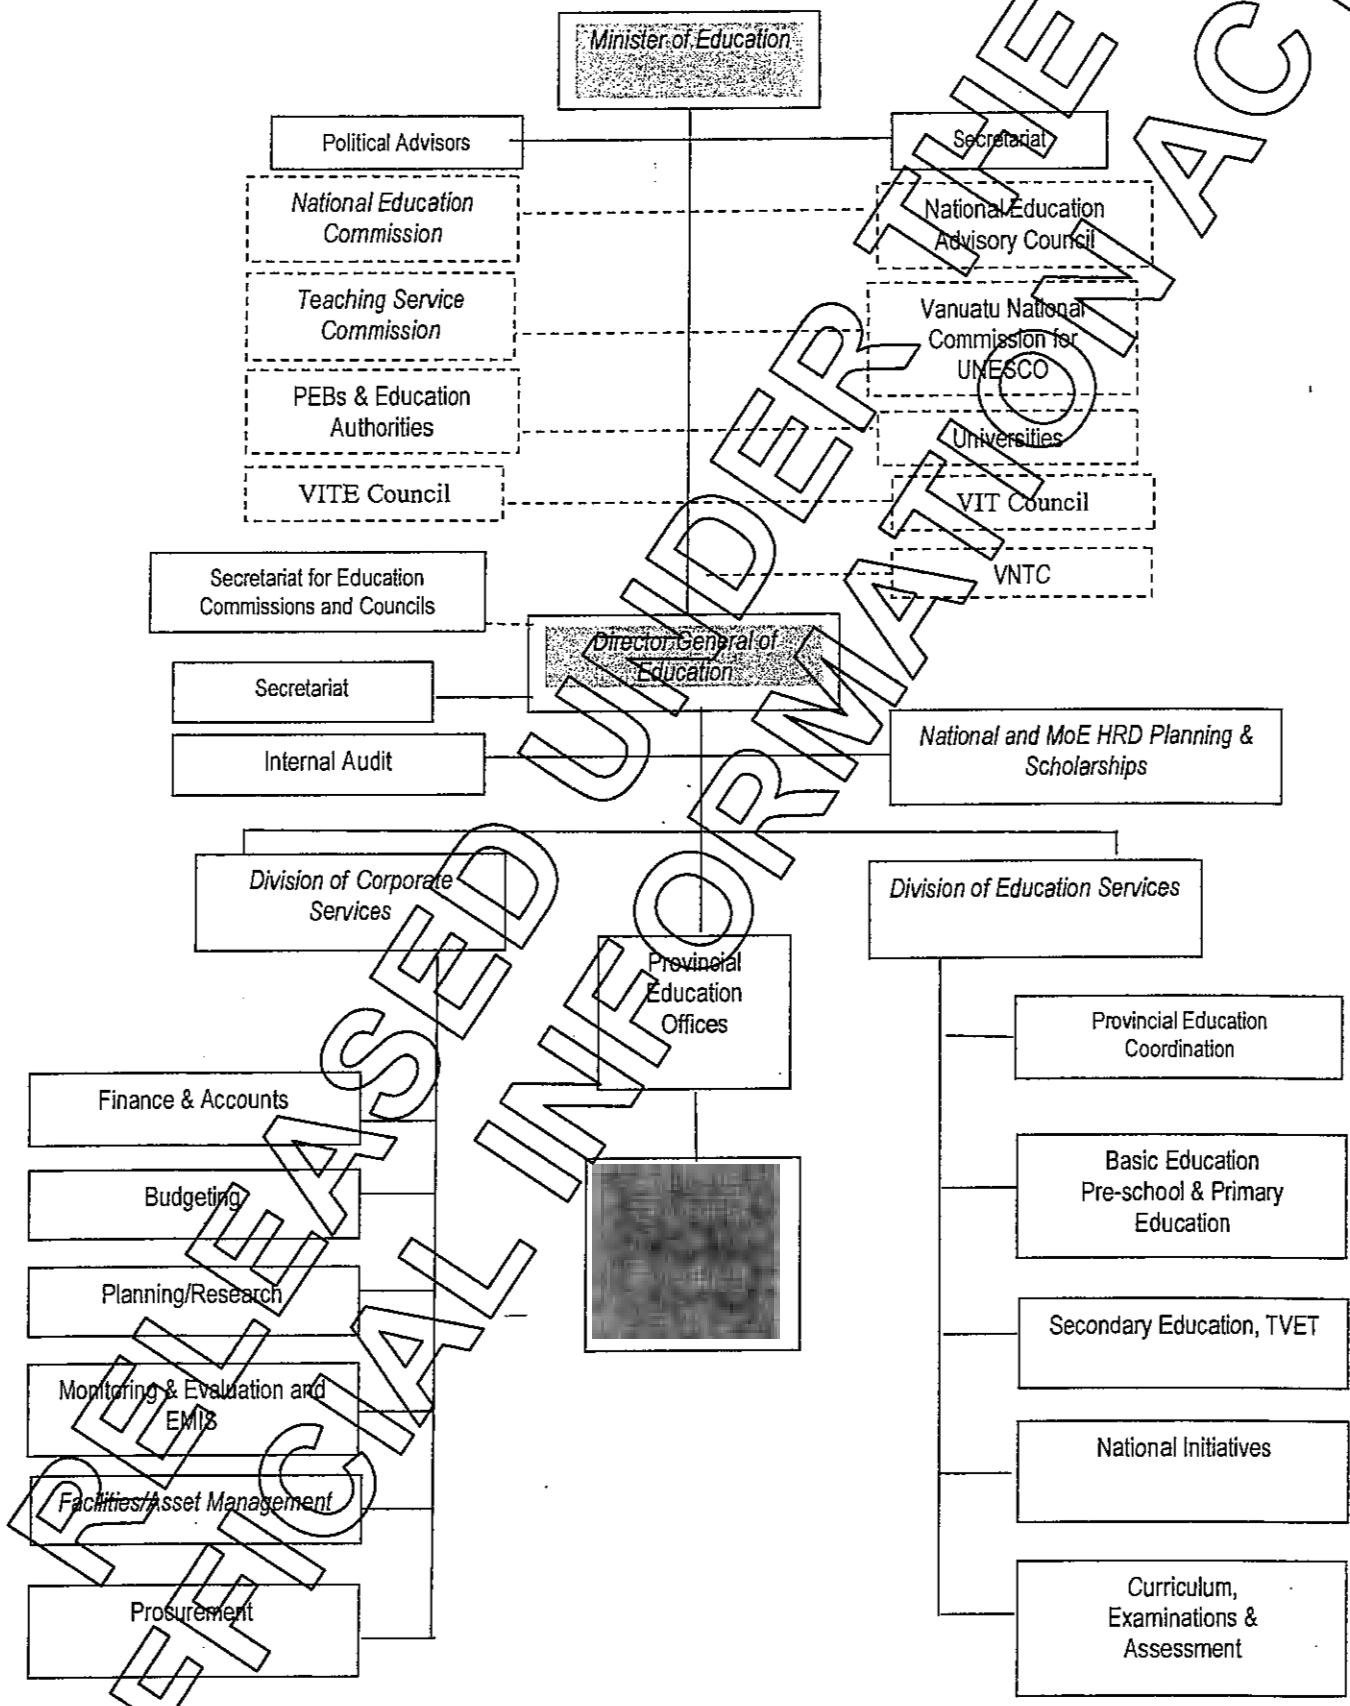 Minister of Education
Political Advisors
Secretariat
National Education
Commission
National Education
Advisory Council
Teaching Service
Commission
Vanuatu National
Commission for
UNESCO
PEBs & Education
Authorities
Universities
VITE Council
VIT Council
VNTC
Secretariat for Education
Commissions and Councils
Director General of
Education
Secretariat
Internal Audit
National and MoE HRD Planning &
Scholarships
Division of Corporate
Services
Division of Education Services
Provincial
Education
Offices
Finance & Accounts
Budgeting
Planning/Research
Monitoring & Evaluation and
EMIS
Facilities/Asset Management
Procurement
Provincial Education
Coordination
Basic Education
Pre-school & Primary
Education
Secondary Education, TVET
National Initiatives
Curriculum,
Examinations &
Assessment
RELEASED UNDER THE
INFORMATION ACT